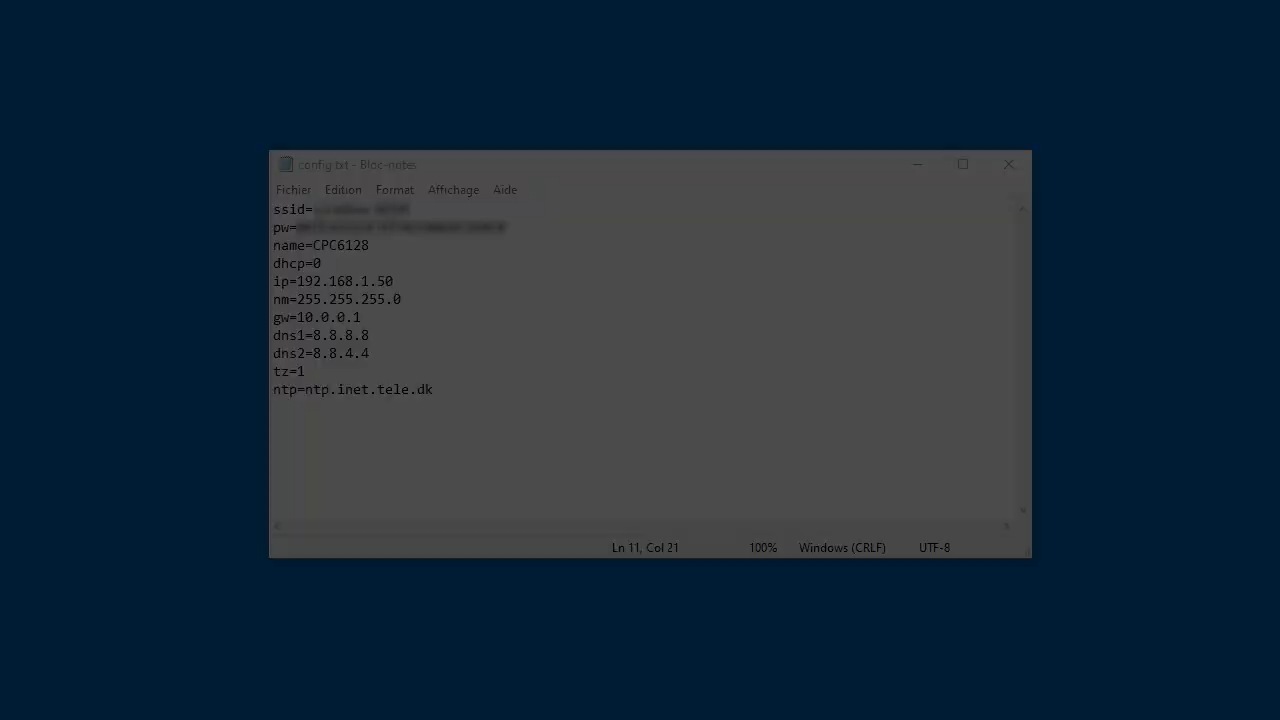 config.txt - Bloc-notes
Fichier Edition Format Affichage Aide
ssid=
pw=
name=CPC6128
dhcp=0
ip=192.168.1.50
nm=255.255.255.0
gw=10.0.0.1
dns1=8.8.8.8
dns2=8.8.4.4
tz=1
ntp=ntp.inet.tele.dk
Ln 11, Col 21 100% Windows (CRLF) UTF-8